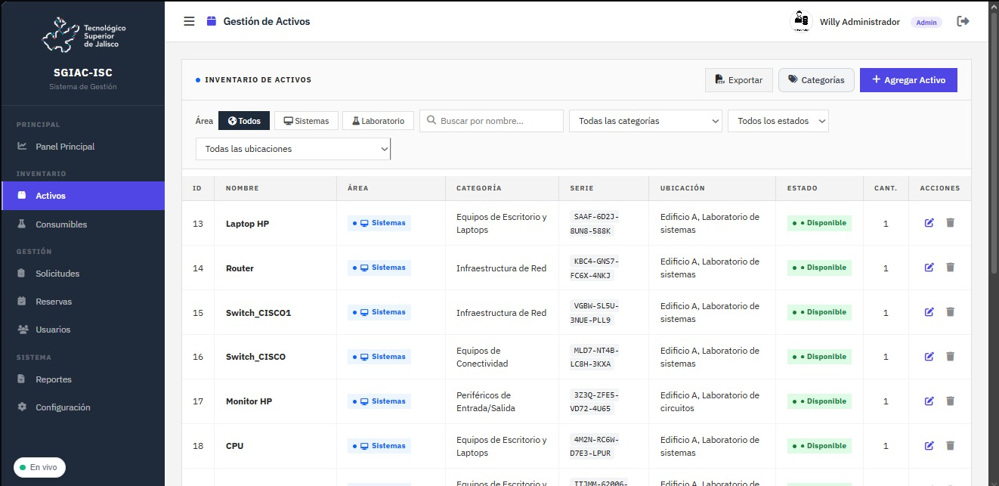 Tecnológico
Superior
de Jalisco
SGIAC-ISC
Sistema de Gestión
PRINCIPAL
Panel Principal
INVENTARIO
Activos
Consumibles
GESTIÓN
Solicitudes
Reservas
Usuarios
SISTEMA
Reportes
Configuración
En vivo
Gestión de Activos
Willy Administrador
Admin
INVENTARIO DE ACTIVOS
Exportar
Categorías
+ Agregar Activo
Área
Todos
Sistemas
Laboratorio
Buscar por nombre...
Todas las categorías
Todos los estados
Todas las ubicaciones
ID NOMBRE ÁREA CATEGORÍA SERIE UBICACIÓN ESTADO CANT. ACCIONES
13 Laptop HP Sistemas Equipos de Escritorio y Laptops SAAF-6D2J-8UN8-588K Edificio A, Laboratorio de sistemas Disponible 1
14 Router Sistemas Infraestructura de Red KBC4-GNS7-FC6X-4NKJ Edificio A, Laboratorio de sistemas Disponible 1
15 Switch_CISCO1 Sistemas Infraestructura de Red VGBW-SL5U-3NUE-PLL9 Edificio A, Laboratorio de sistemas Disponible 1
16 Switch_CISCO Sistemas Equipos de Conectividad MLD7-NT4B-LC8H-3KXA Edificio A, Laboratorio de sistemas Disponible 1
17 Monitor HP Sistemas Periféricos de Entrada/Salida 3Z3Q-ZFE5-VD72-4U65 Edificio A, Laboratorio de circuitos Disponible 1
18 CPU Sistemas Equipos de Escritorio y Laptops 4M2N-RC6W-D7E3-LPUR Edificio A, Laboratorio de sistemas Disponible 1
Equipos de Escritorio y ITJMM-62006- Edificio A, Laboratorio de